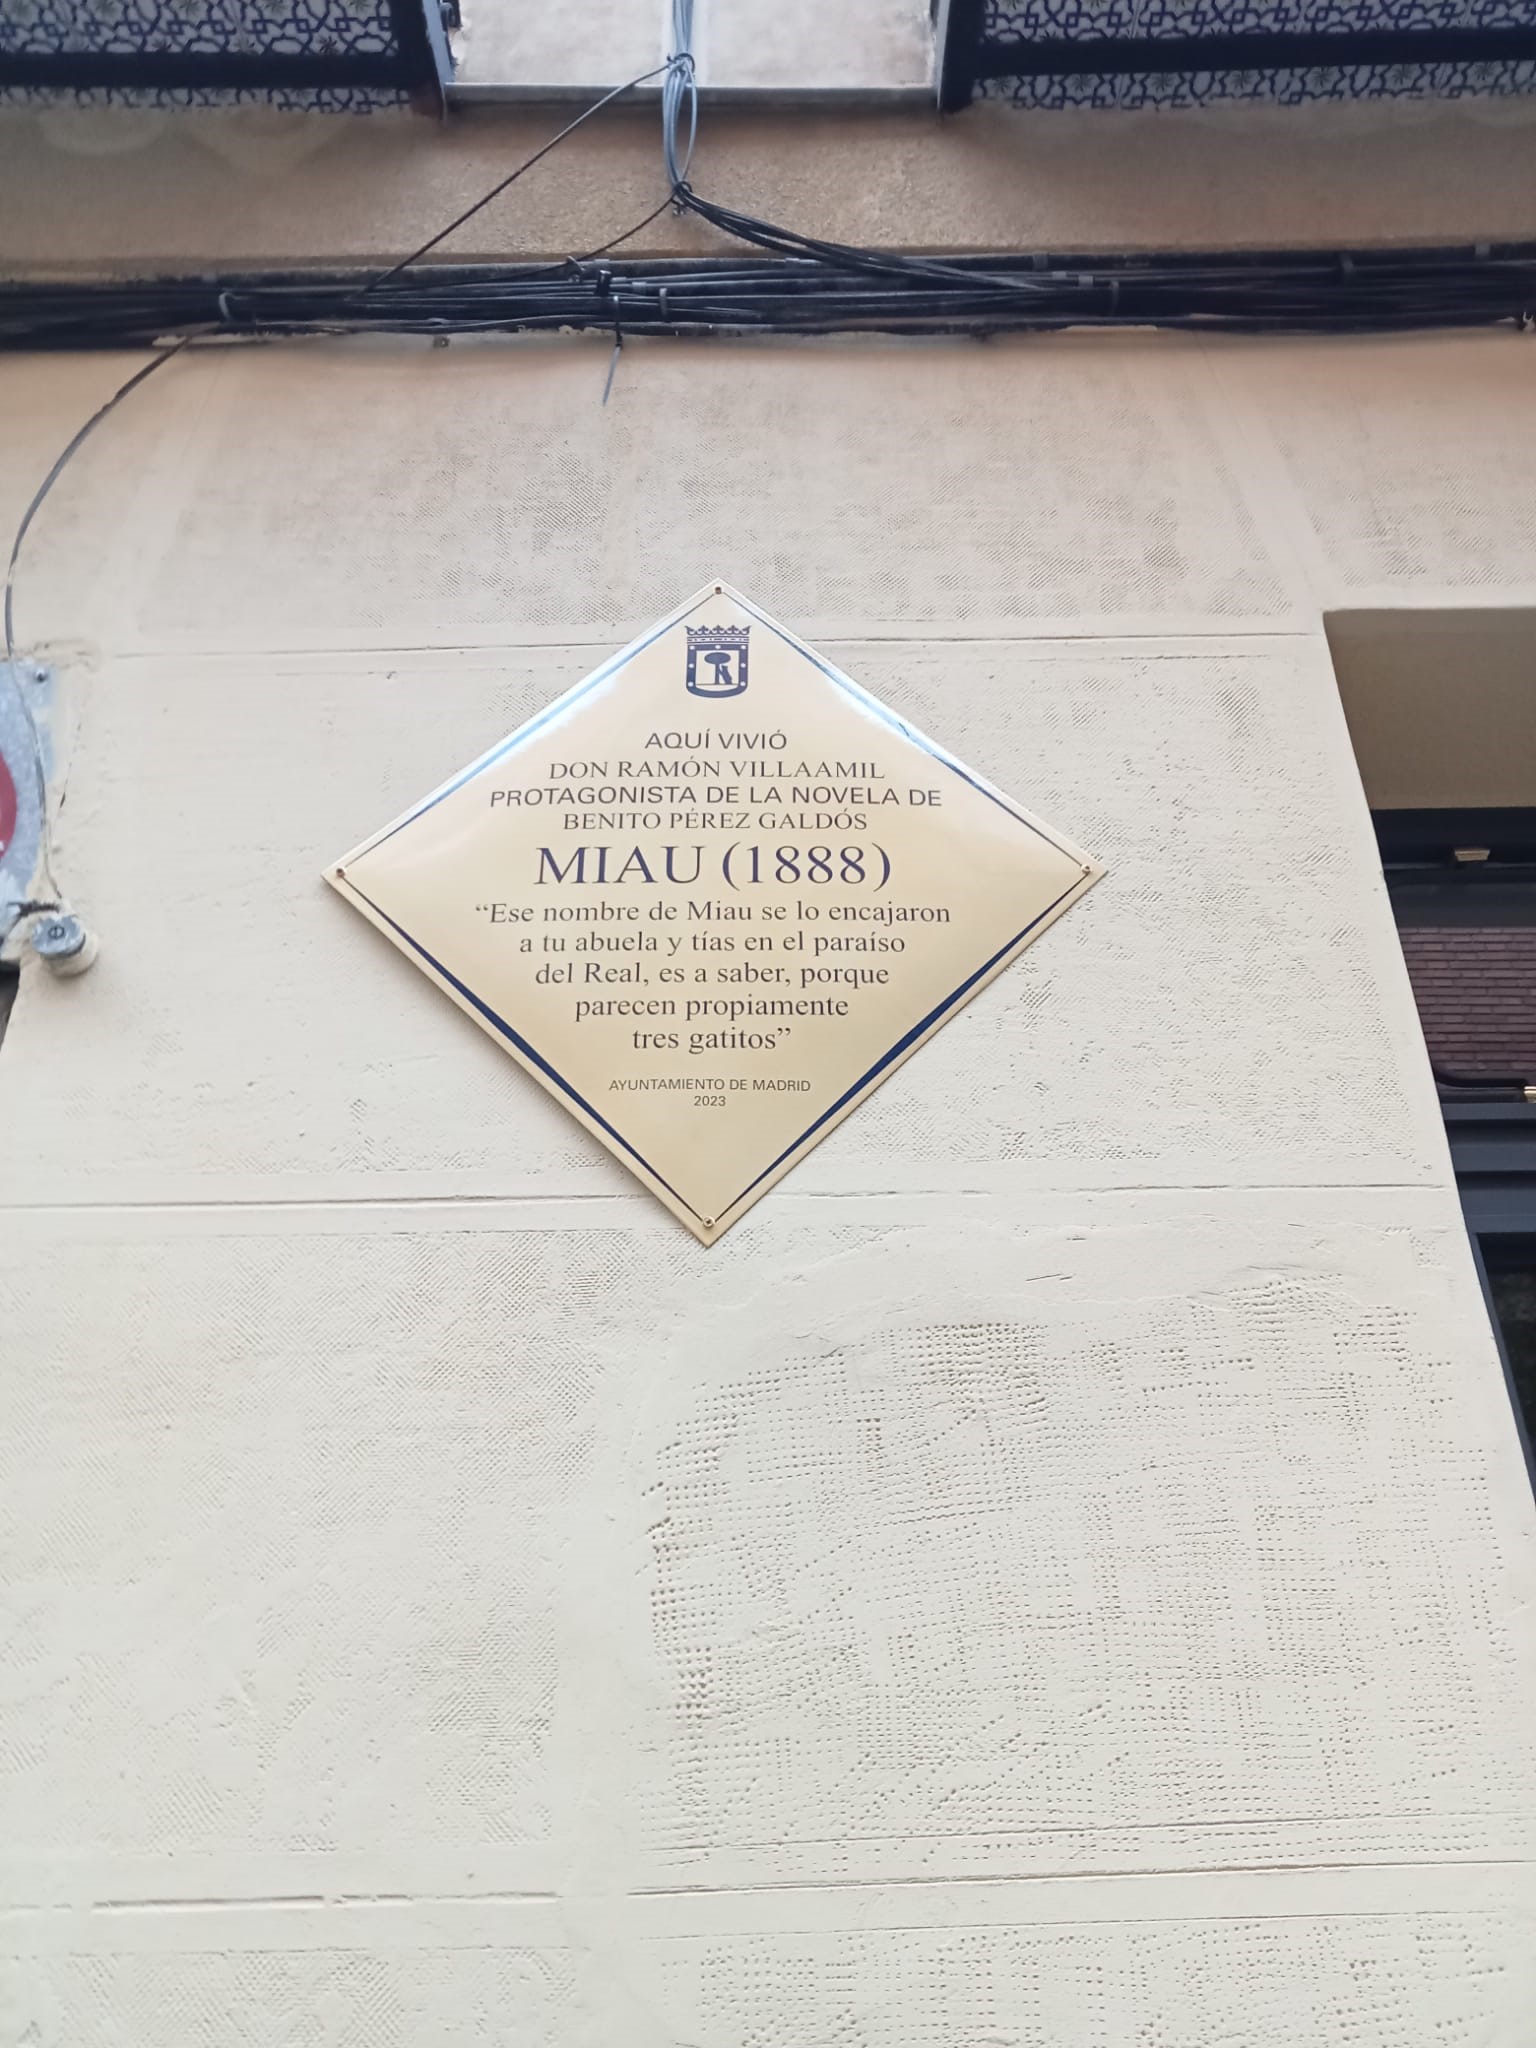 AQUÍ VIVIÓ
DON RAMÓN VILLAAMIL
PROTAGONISTA DE LA NOVELA DE
BENITO PÉREZ GALDÓS
MIAU (1888)
“Ese nombre de Miau se lo encajaron
a tu abuela y tías en el paraíso
del Real, es a saber, porque
parecen propiamente
tres gatitos”
AYUNTAMIENTO DE MADRID
2023